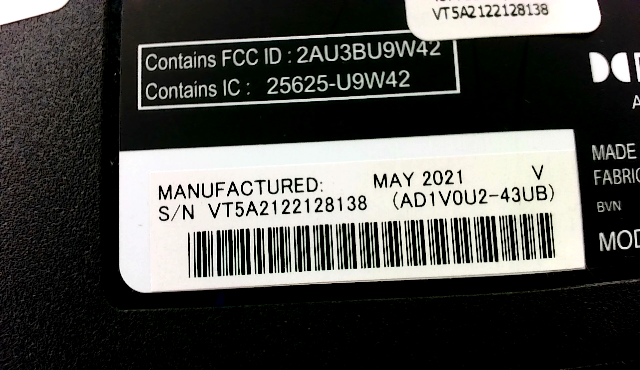 VT5A2122128138
Contains FCC ID : 2AU3BU9W42
Contains IC : 25625-U9W42
MANUFACTURED: MAY 2021 V
S/N VT5A2122128138 (AD1V0U2-43UB)
MADE
FABRIC
BVN
MOD